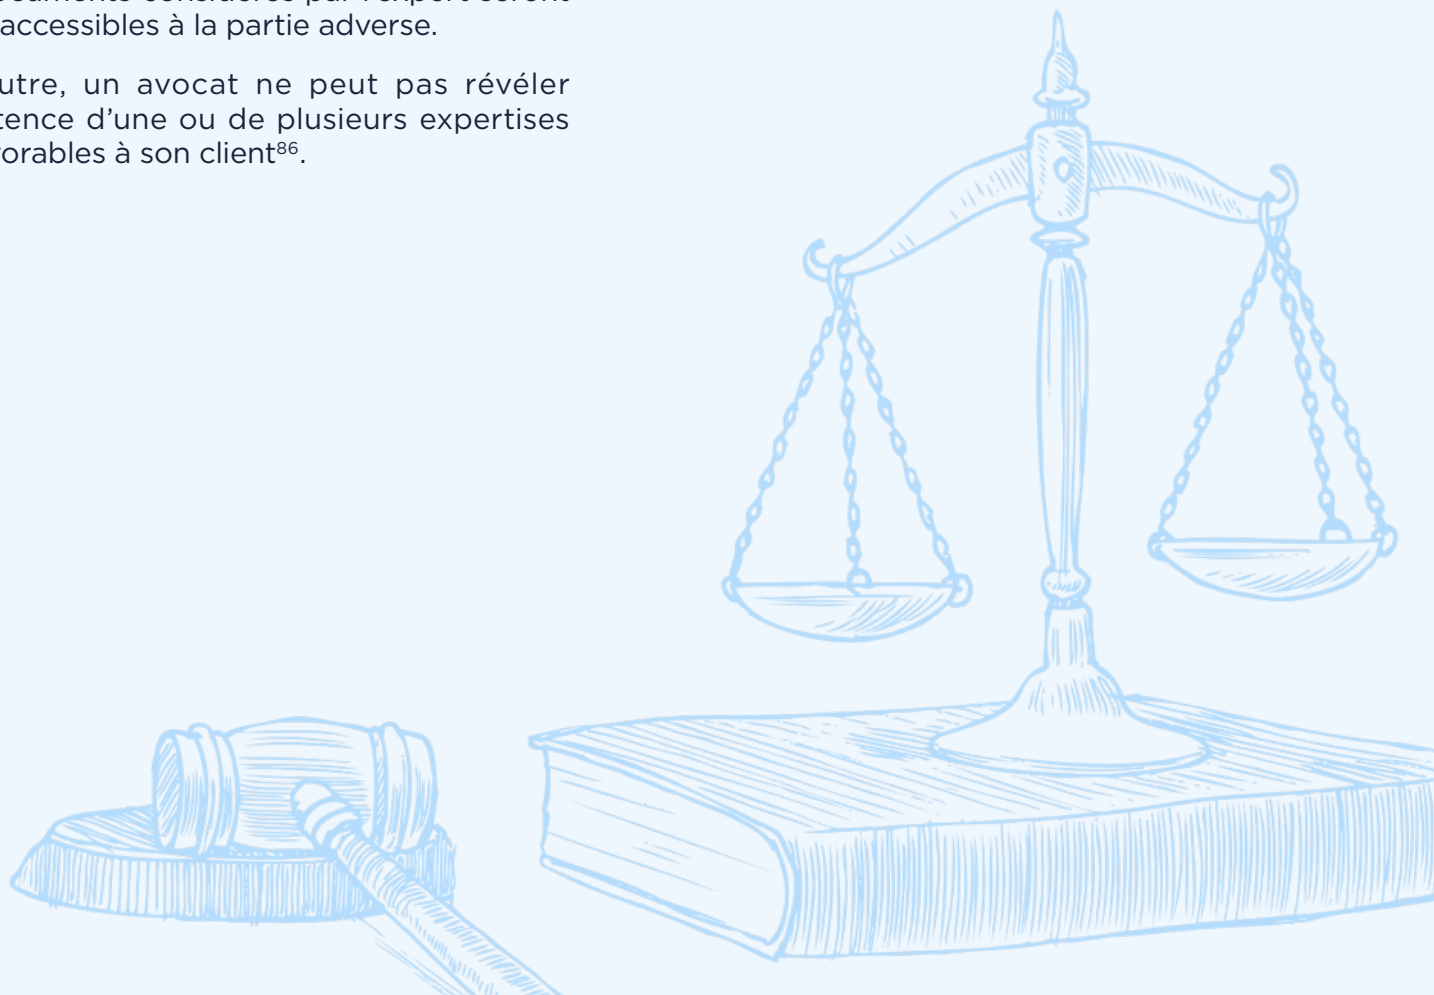 accessibles à la partie adverse.
utre, un avocat ne peut pas révéler
tence d'une ou de plusieurs expertises
orables à son client⁸⁶.